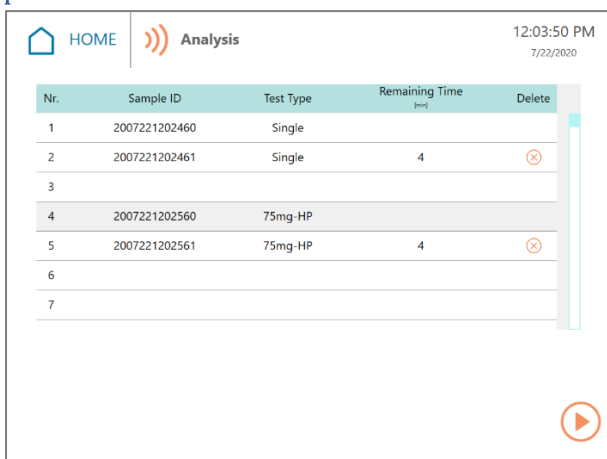 HOME
Analysis
12:03:50 PM
7/22/2020
Nr. Sample ID Test Type Remaining Time [min] Delete
1 2007221202460 Single
2 2007221202461 Single 4
3
4 2007221202560 75mg-HP
5 2007221202561 75mg-HP 4
6
7